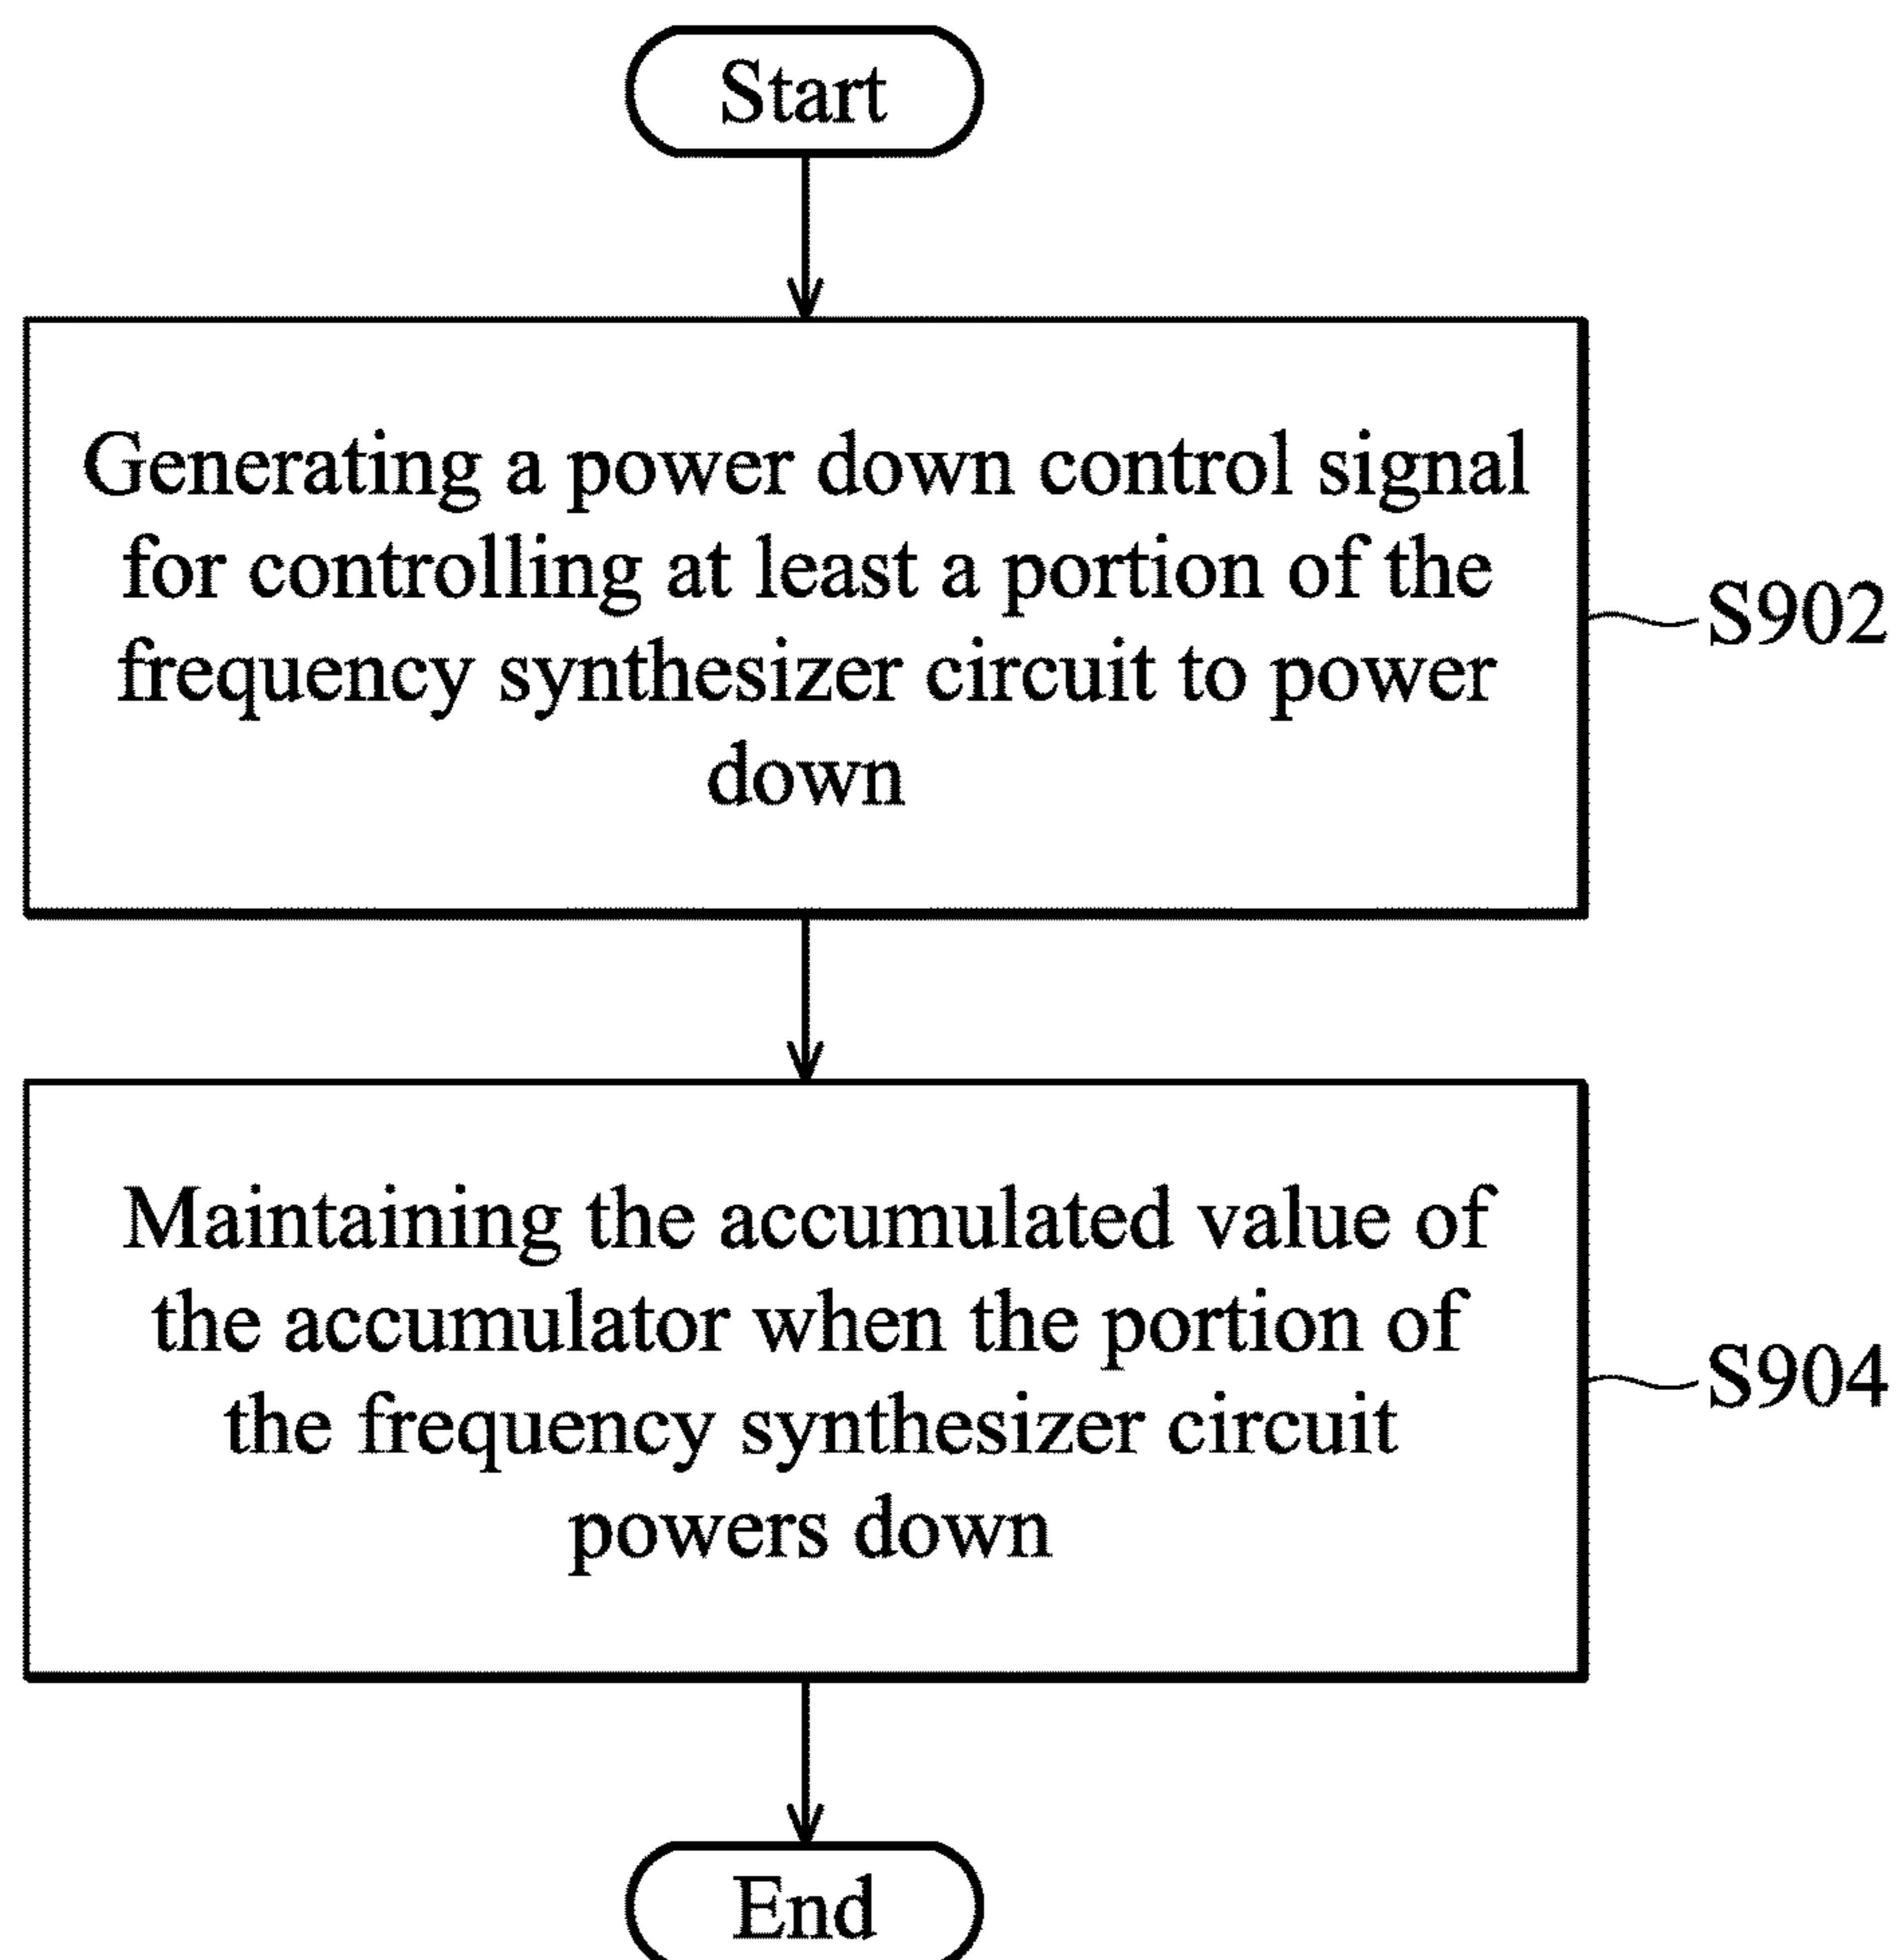 Start
Generating a power down control signal
for controlling at least a portion of the
frequency synthesizer circuit to power
down
S902
Maintaining the accumulated value of
the accumulator when the portion of
the frequency synthesizer circuit
powers down
S904
End